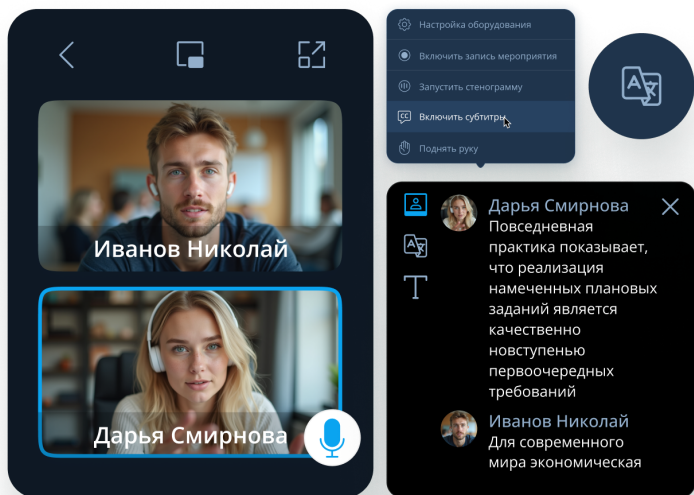 Иванов Николай
Дарья Смирнова
Настройка оборудования
Включить запись мероприятия
Запустить стенограмму
CC Включить субтитры
Поднять руку
Дарья Смирнова
Повседневная
практика показывает,
что реализация
намеченных плановых
заданий является
качественно
новступенью
первоочередных
требований
Иванов Николай
Для современного
мира экономическая